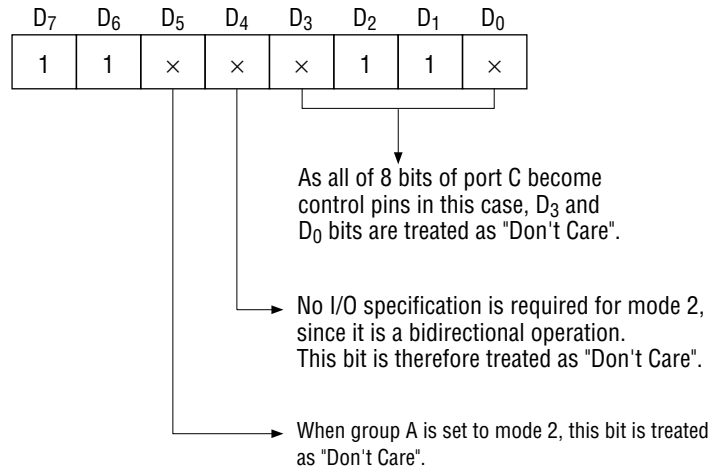 D7 D6 D5 D4 D3 D2 D1 D0
1 1 × × × 1 1 ×
As all of 8 bits of port C become
control pins in this case, D3 and
D0 bits are treated as "Don't Care".
No I/O specification is required for mode 2,
since it is a bidirectional operation.
This bit is therefore treated as "Don't Care".
When group A is set to mode 2, this bit is treated
as "Don't Care".